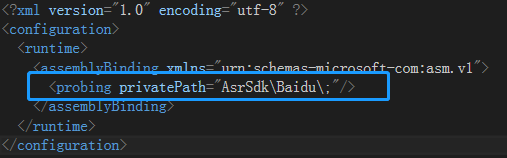 <?xml version="1.0" encoding="utf-8" ?>
<configuration>
<runtime>
<assemblyBinding xmlns="urn:schemas-microsoft-com:asm.v1">
<probing privatePath="AsrSdk\Baidu\;"/>
</assemblyBinding>
</runtime>
</configuration>